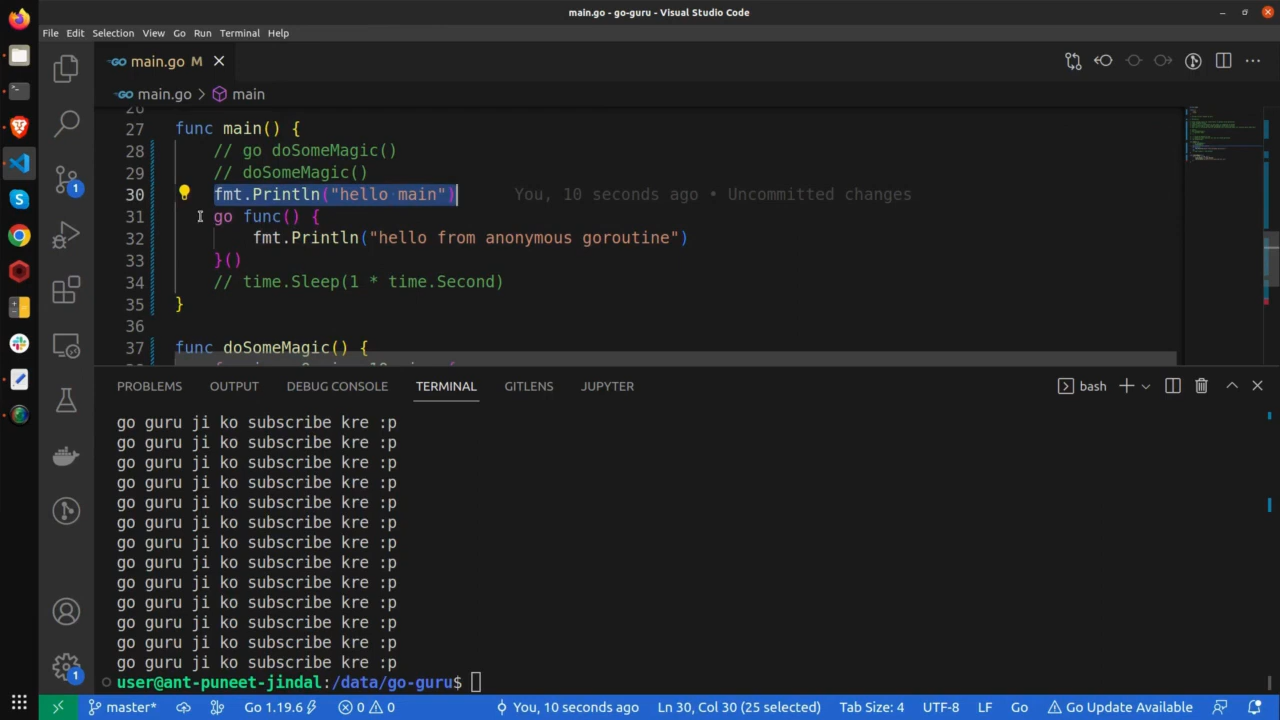 main.go - go-guru - Visual Studio Code
File Edit Selection View Go Run Terminal Help
main.go M
main.go > main
26
27 func main() {
28 // go doSomeMagic()
29 // doSomeMagic()
30 fmt.Println("hello main") You, 10 seconds ago • Uncommitted changes
31 go func() {
32 fmt.Println("hello from anonymous goroutine")
33 }()
34 // time.Sleep(1 * time.Second)
35 }
36
37 func doSomeMagic() {
PROBLEMS OUTPUT DEBUG CONSOLE TERMINAL GITLENS JUPYTER bash
go guru ji ko subscribe kre :p
go guru ji ko subscribe kre :p
go guru ji ko subscribe kre :p
go guru ji ko subscribe kre :p
go guru ji ko subscribe kre :p
go guru ji ko subscribe kre :p
go guru ji ko subscribe kre :p
go guru ji ko subscribe kre :p
go guru ji ko subscribe kre :p
go guru ji ko subscribe kre :p
go guru ji ko subscribe kre :p
go guru ji ko subscribe kre :p
go guru ji ko subscribe kre :p
user@ant-puneet-jindal:/data/go-guru$
master* Go 1.19.6 0 0 You, 10 seconds ago Ln 30, Col 30 (25 selected) Tab Size: 4 UTF-8 LF Go Go Update Available